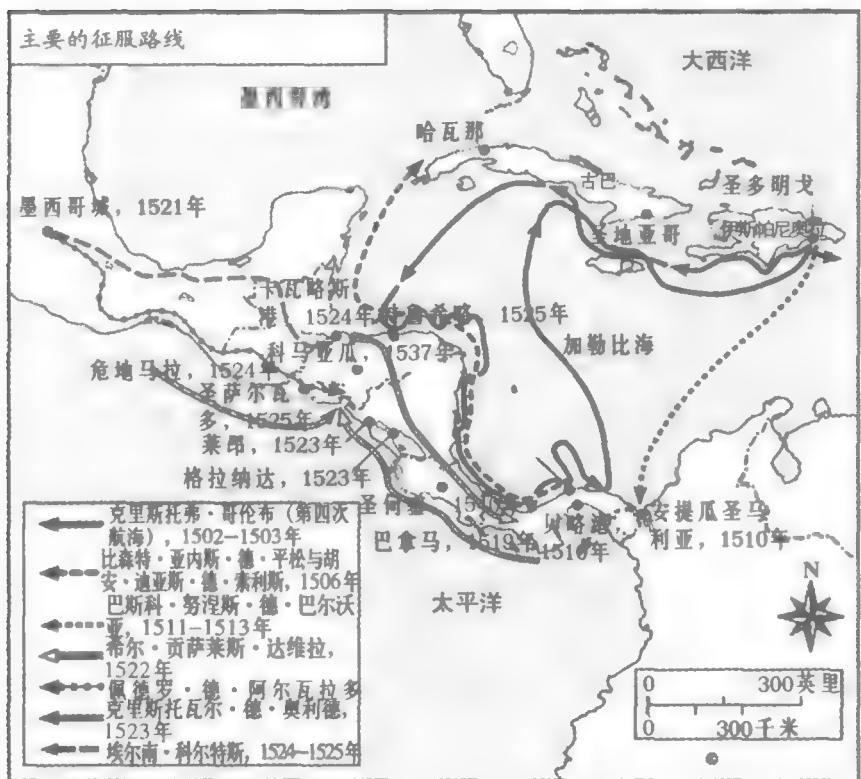 主要的征服路线
大西洋
墨西哥湾
哈瓦那
古巴
圣多明戈
墨西哥城，1521年
圣地亚哥
伊斯帕尼奥拉
卡瓦略斯
港，1524年
1525年
加勒比海
科马亚瓜，1537年
危地马拉，1524年
圣萨尔瓦
多，1525年
莱昂，1523年
格拉纳达，1523年
圣何塞
安提瓜圣马
利亚，1510年
巴拿马，1519年
1510年
太平洋
N
克里斯托弗·哥伦布（第四次
航海），1502-1503年
比森特·亚内斯·德·平松与胡
安·迪亚斯·德·索利斯，1506年
巴斯科·努涅斯·德·巴尔沃
亚，1511-1513年
希尔·贡萨莱斯·达维拉，
1522年
佩德罗·德·阿尔瓦拉多
克里斯托瓦尔·德·奥利德，
1523年
埃尔南·科尔特斯，1524-1525年
0 300英里
0 300千米